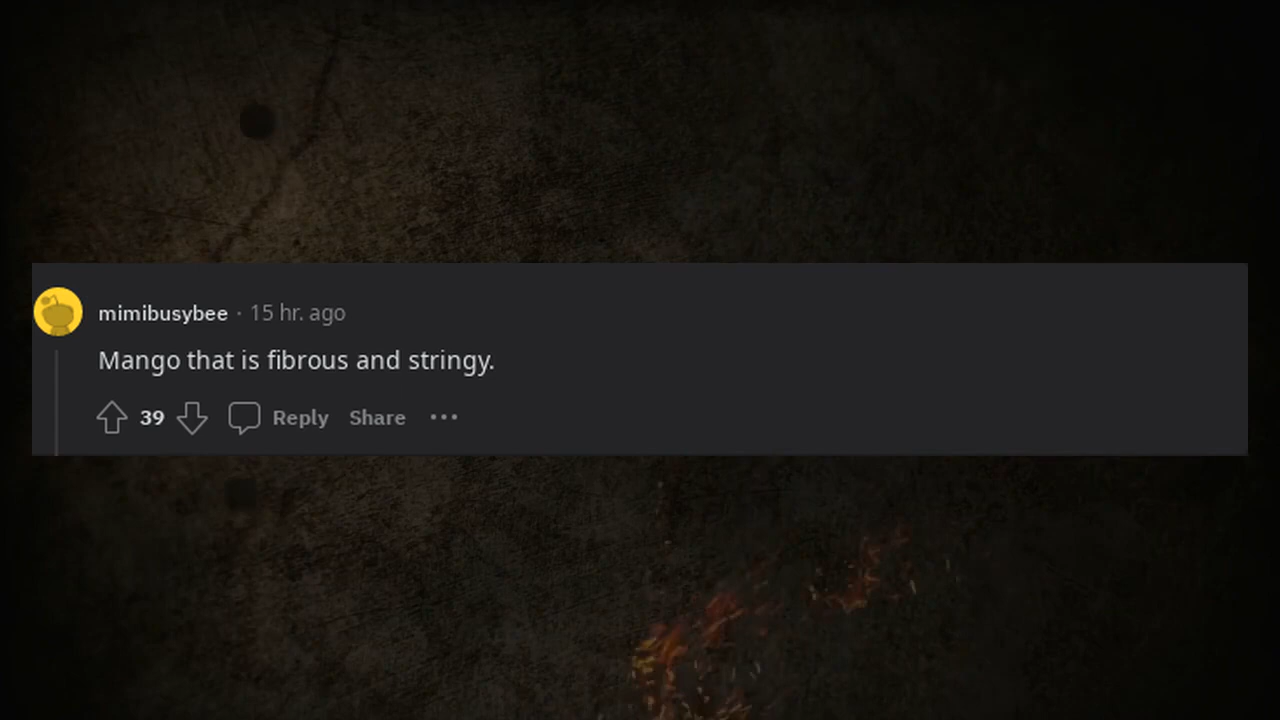 mimibusybee · 15 hr. ago
Mango that is fibrous and stringy.
39 Reply Share ···